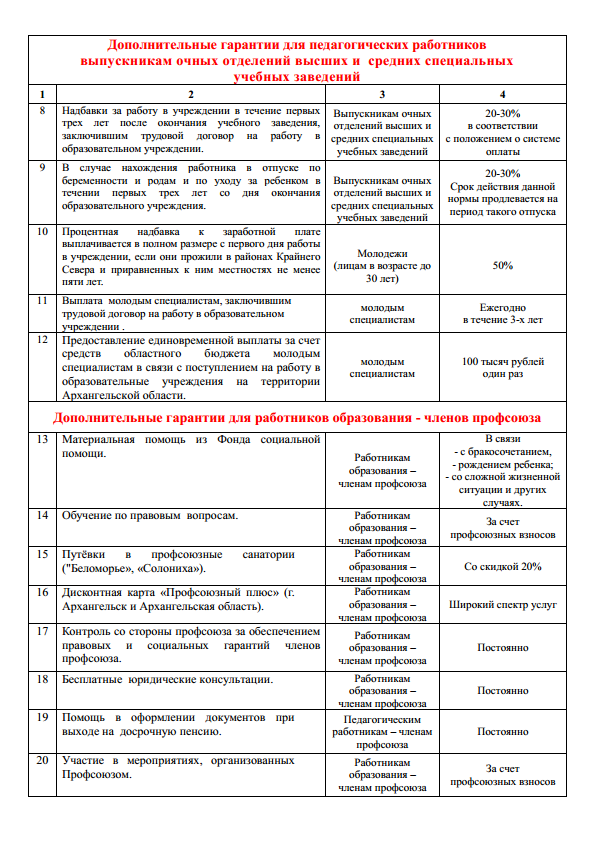 Дополнительные гарантии для педагогических работников
выпускникам очных отделений высших и средних специальных
учебных заведений
1 2 3 4
8 Надбавки за работу в учреждении в течение первых
трех лет после окончания учебного заведения,
заключившим трудовой договор на работу в
образовательном учреждении.
Выпускникам очных
отделений высших и
средних специальных
учебных заведений
20-30%
в соответствии
с положением о системе
оплаты
9 В случае нахождения работника в отпуске по
беременности и родам и по уходу за ребенком в
течении первых трех лет со дня окончания
образовательного учреждения.
Выпускникам очных
отделений высших и
средних специальных
учебных заведений
20-30%
Срок действия данной
нормы продлевается на
период такого отпуска
10 Процентная надбавка к заработной плате
выплачивается в полном размере с первого дня работы
в учреждении, если они прожили в районах Крайнего
Севера и приравненных к ним местностях не менее
пяти лет.
Молодежи
(лицам в возрасте до
30 лет)
50%
11 Выплата молодым специалистам, заключившим
трудовой договор на работу в образовательном
учреждении .
молодым
специалистам
Ежегодно
в течение 3-х лет
12 Предоставление единовременной выплаты за счет
средств областного бюджета молодым
специалистам в связи с поступлением на работу в
образовательные учреждения на территории
Архангельской области.
молодым
специалистам
100 тысяч рублей
один раз
Дополнительные гарантии для работников образования - членов профсоюза
13 Материальная помощь из Фонда социальной
помощи.
Работникам
образования –
членам профсоюза
В связи
- с бракосочетанием,
- рождением ребенка;
- со сложной жизненной
ситуации и других
случаях.
14 Обучение по правовым вопросам.
Работникам
образования –
членам профсоюза
За счет
профсоюзных взносов
15 Путёвки в профсоюзные санатории
("Беломорье», «Солониха»).
Работникам
образования –
членам профсоюза
Со скидкой 20%
16 Дисконтная карта «Профсоюзный плюс» (г.
Архангельск и Архангельская область).
Работникам
образования –
членам профсоюза
Широкий спектр услуг
17 Контроль со стороны профсоюза за обеспечением
правовых и социальных гарантий членов
профсоюза.
Работникам
образования –
членам профсоюза
Постоянно
18 Бесплатные юридические консультации.
Работникам
образования –
членам профсоюза
Постоянно
19 Помощь в оформлении документов при
выходе на досрочную пенсию.
Педагогическим
работникам – членам
профсоюза
Постоянно
20 Участие в мероприятиях, организованных
Профсоюзом.
Работникам
образования –
членам профсоюза
За счет
профсоюзных взносов